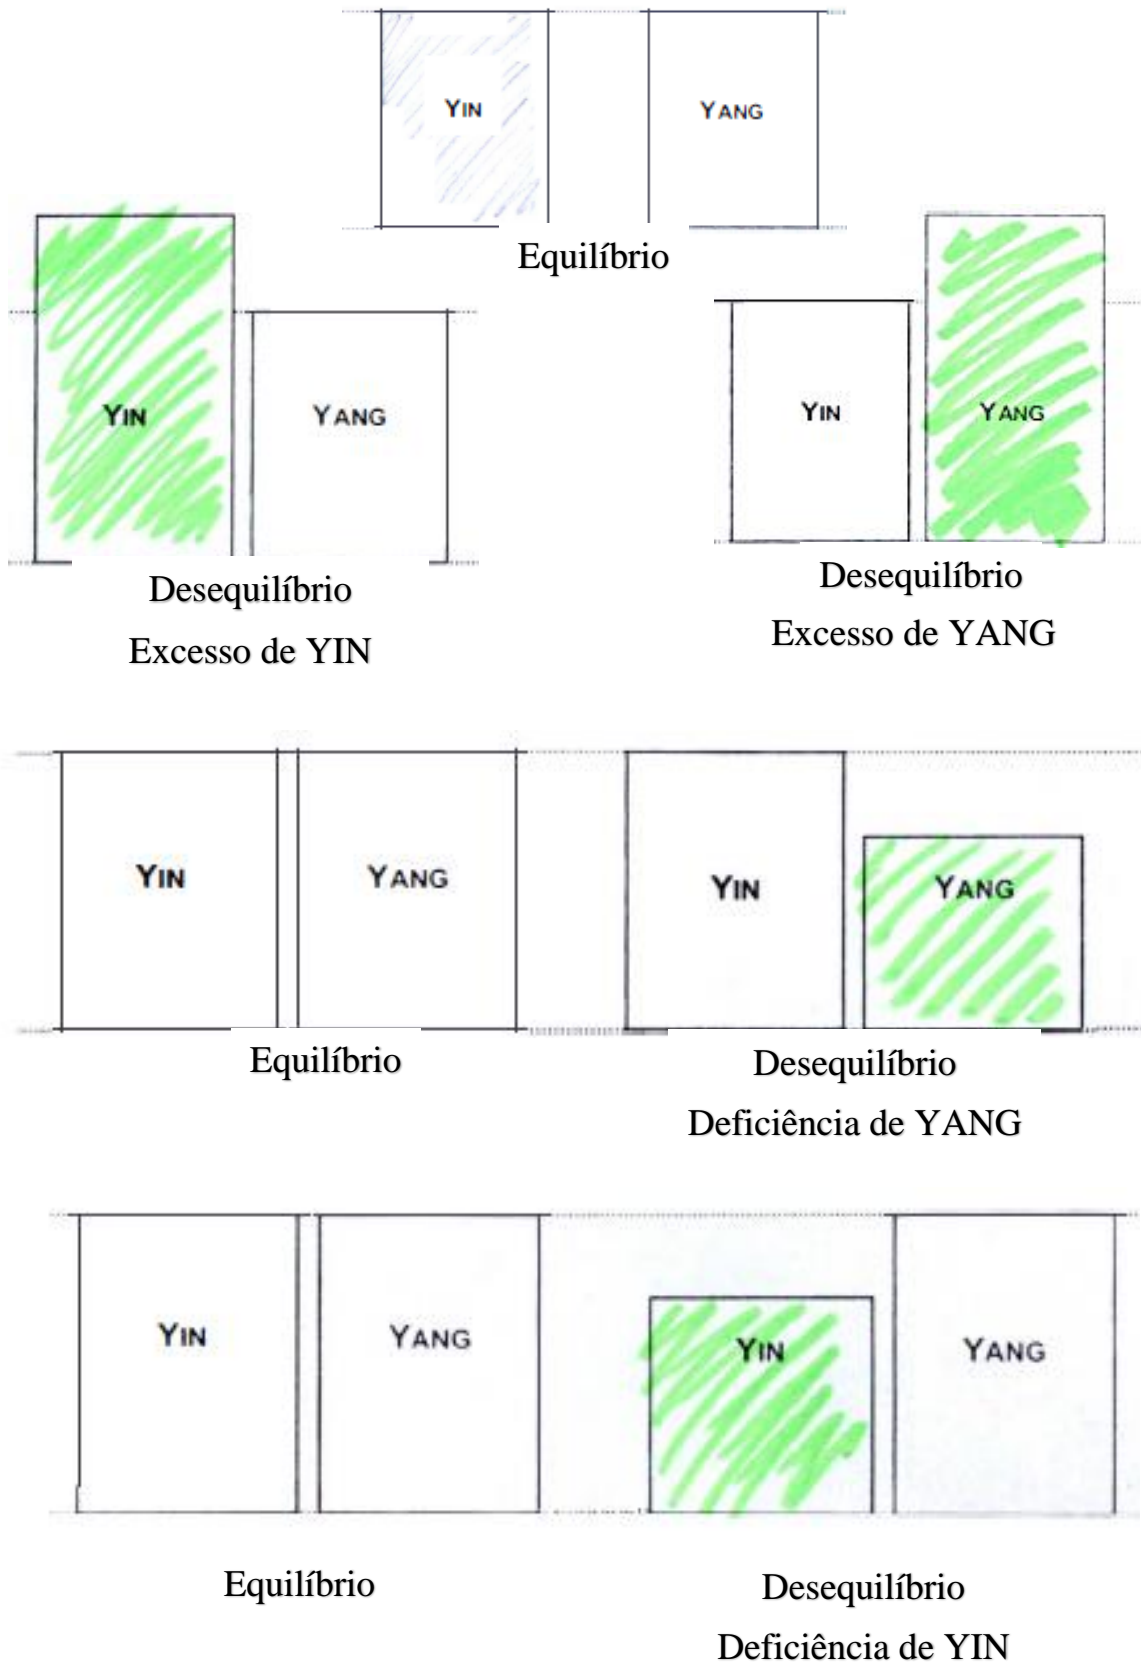 YIN YANG
Equilíbrio
YIN YANG
Desequilíbrio
Excesso de YIN
YIN YANG
Desequilíbrio
Excesso de YANG
YIN YANG
Equilíbrio
YIN YANG
Desequilíbrio
Deficiência de YANG
YIN YANG
Equilíbrio
YIN YANG
Desequilíbrio
Deficiência de YIN